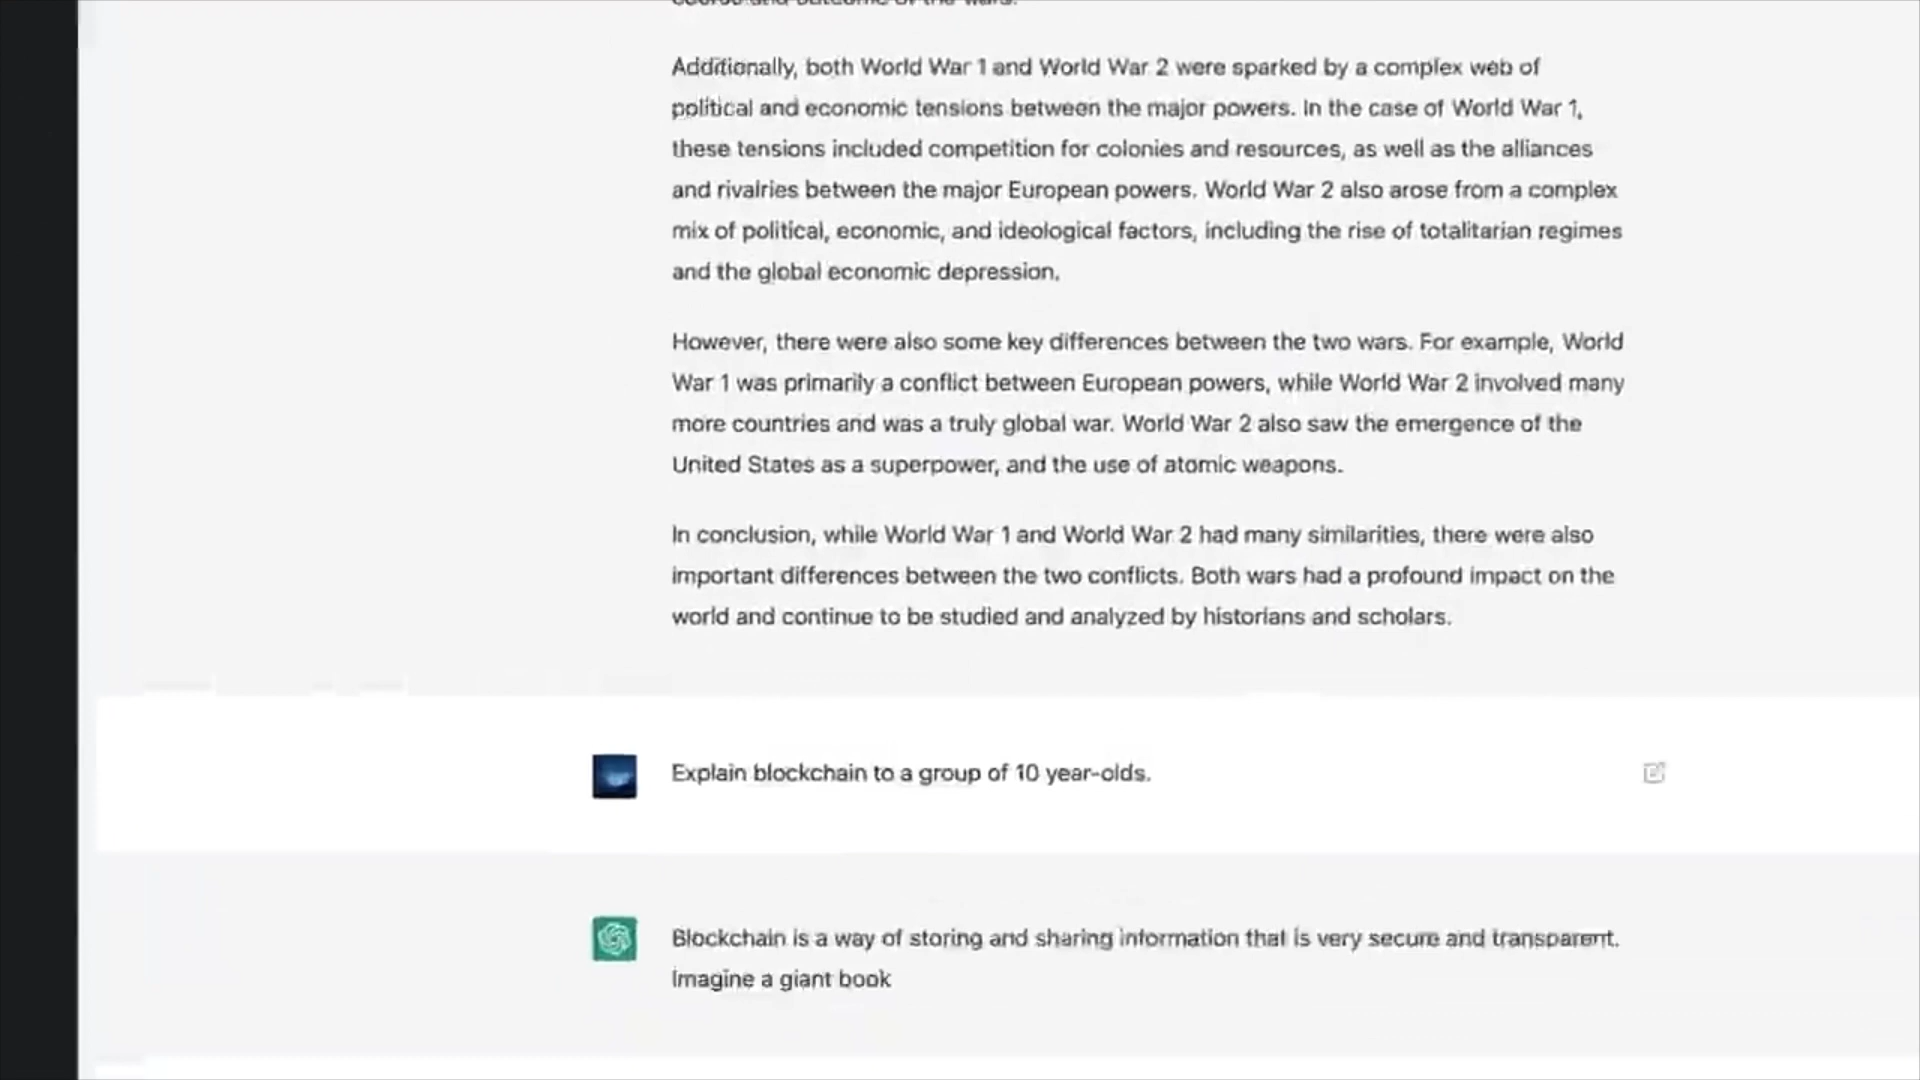 course and outcome of the wars.
Additionally, both World War 1 and World War 2 were sparked by a complex web of
political and economic tensions between the major powers. In the case of World War 1,
these tensions included competition for colonies and resources, as well as the alliances
and rivalries between the major European powers. World War 2 also arose from a complex
mix of political, economic, and ideological factors, including the rise of totalitarian regimes
and the global economic depression.
However, there were also some key differences between the two wars. For example, World
War 1 was primarily a conflict between European powers, while World War 2 involved many
more countries and was a truly global war. World War 2 also saw the emergence of the
United States as a superpower, and the use of atomic weapons.
In conclusion, while World War 1 and World War 2 had many similarities, there were also
important differences between the two conflicts. Both wars had a profound impact on the
world and continue to be studied and analyzed by historians and scholars.
Explain blockchain to a group of 10 year-olds.
Blockchain is a way of storing and sharing information that is very secure and transparent.
Imagine a giant book